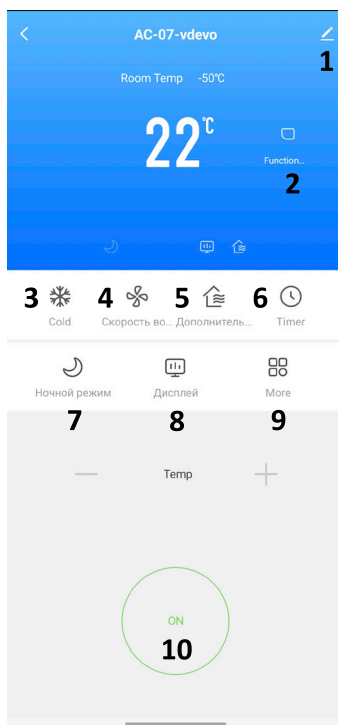 AC-07-vdevo
1
Room Temp -50℃
22℃
Function...
2
3
Cold
4
Скорость во...
5
Дополнитель...
6
Timer
Ночной режим
7
Дисплей
8
More
9
Temp
ON
10